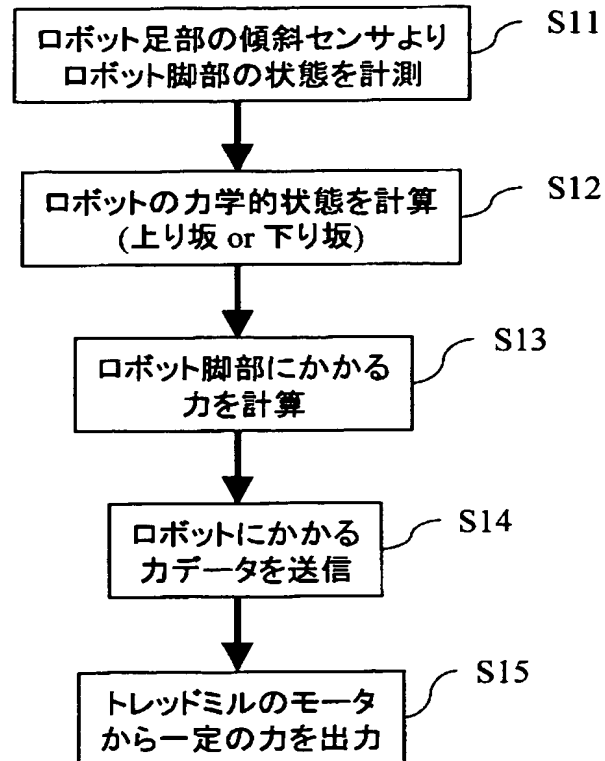 ロボット足部の傾斜センサより
ロボット脚部の状態を計測
S11
ロボットの力学的状態を計算
(上り坂 or 下り坂)
S12
ロボット脚部にかかる
力を計算
S13
ロボットにかかる
力データを送信
S14
トレッドミルのモータ
から一定の力を出力
S15